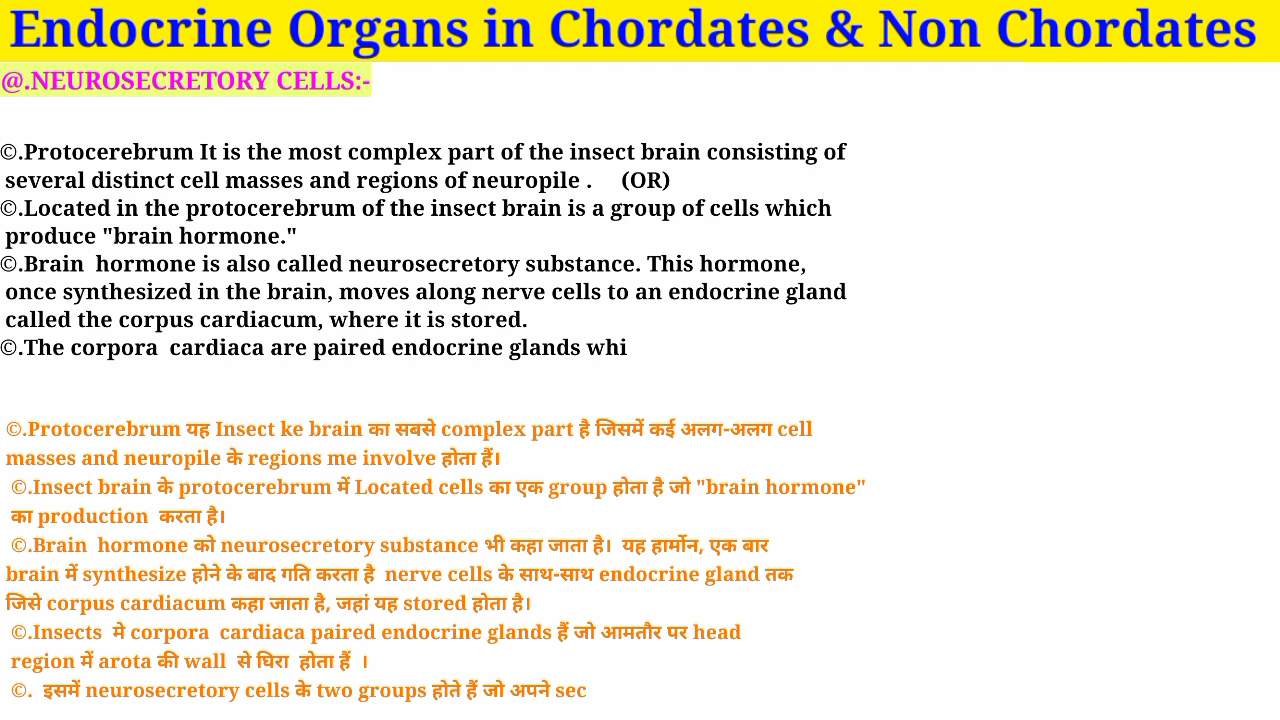 Endocrine Organs in Chordates & Non Chordates
@.NEUROSECRETORY CELLS:-
©.Protocerebrum It is the most complex part of the insect brain consisting of
several distinct cell masses and regions of neuropile . (OR)
©.Located in the protocerebrum of the insect brain is a group of cells which
produce "brain hormone."
©.Brain hormone is also called neurosecretory substance. This hormone,
once synthesized in the brain, moves along nerve cells to an endocrine gland
called the corpus cardiacum, where it is stored.
©.The corpora cardiaca are paired endocrine glands whi
©.Protocerebrum यह Insect ke brain का सबसे complex part है जिसमें कई अलग-अलग cell
masses and neuropile के regions me involve होता हैं।
©.Insect brain के protocerebrum में Located cells का एक group होता है जो "brain hormone"
का production करता है।
©.Brain hormone को neurosecretory substance भी कहा जाता है। यह हार्मोन, एक बार
brain में synthesize होने के बाद गति करता है nerve cells के साथ-साथ endocrine gland तक
जिसे corpus cardiacum कहा जाता है, जहां यह stored होता है।
©.Insects मे corpora cardiaca paired endocrine glands हैं जो आमतौर पर head
region में arota की wall से घिरा होता हैं ।
©. इसमें neurosecretory cells के two groups होते हैं जो अपने sec